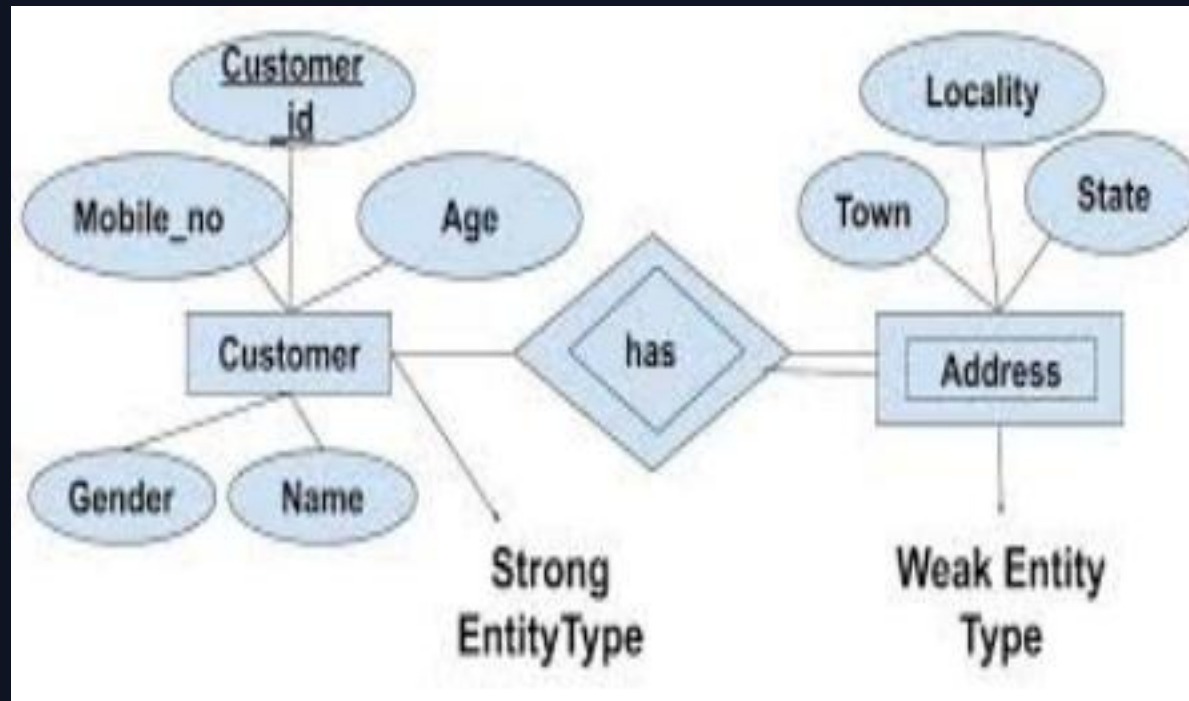 Customer
_id
Locality
Mobile_no
Age
Town
State
Customer
has
Address
Gender
Name
Strong
EntityType
Weak Entity
Type